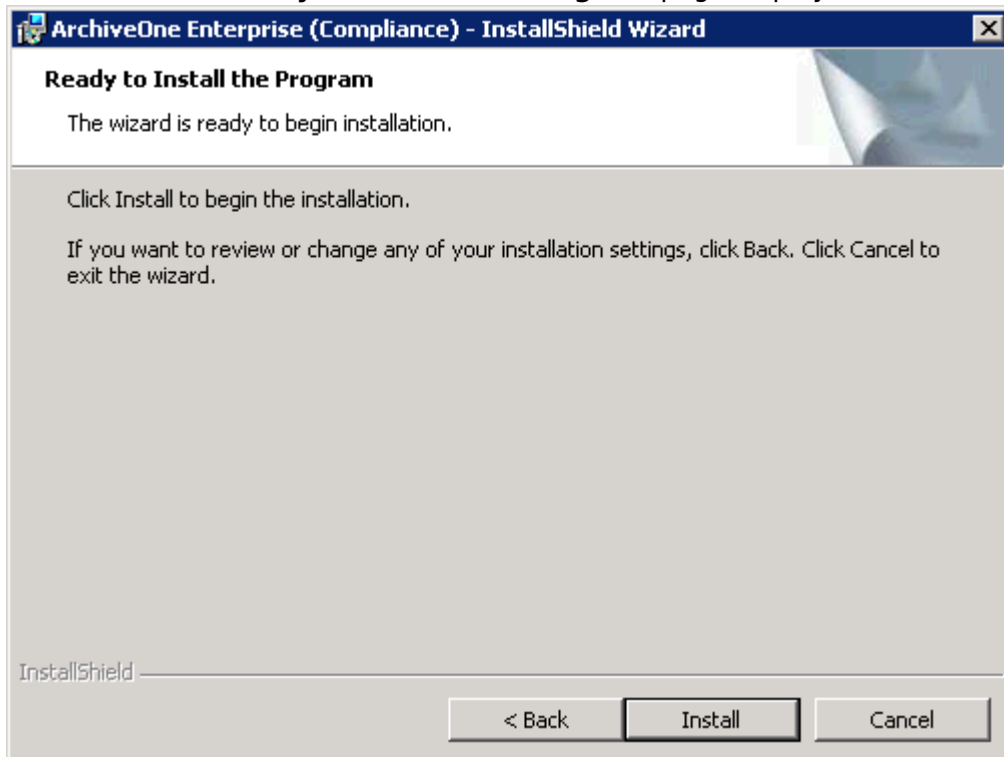 ArchiveOne Enterprise (Compliance) - InstallShield Wizard
Ready to Install the Program
The wizard is ready to begin installation.
Click Install to begin the installation.
If you want to review or change any of your installation settings, click Back. Click Cancel to
exit the wizard.
InstallShield
< Back Install Cancel